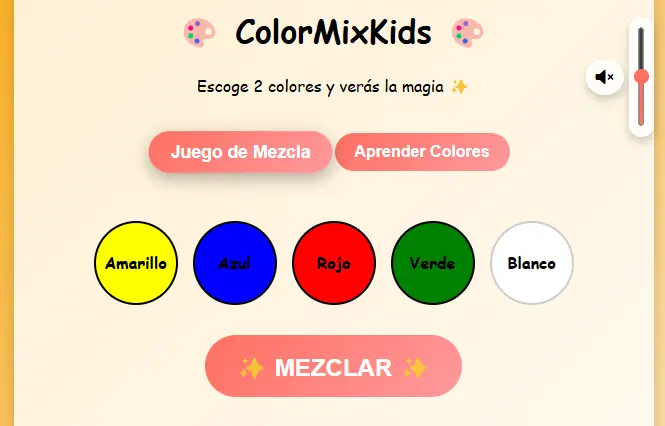 🎨 ColorMixKids 🎨
Escoge 2 colores y verás la magia ✨
Juego de Mezcla Aprender Colores
Amarillo Azul Rojo Verde Blanco
✨ MEZCLAR ✨